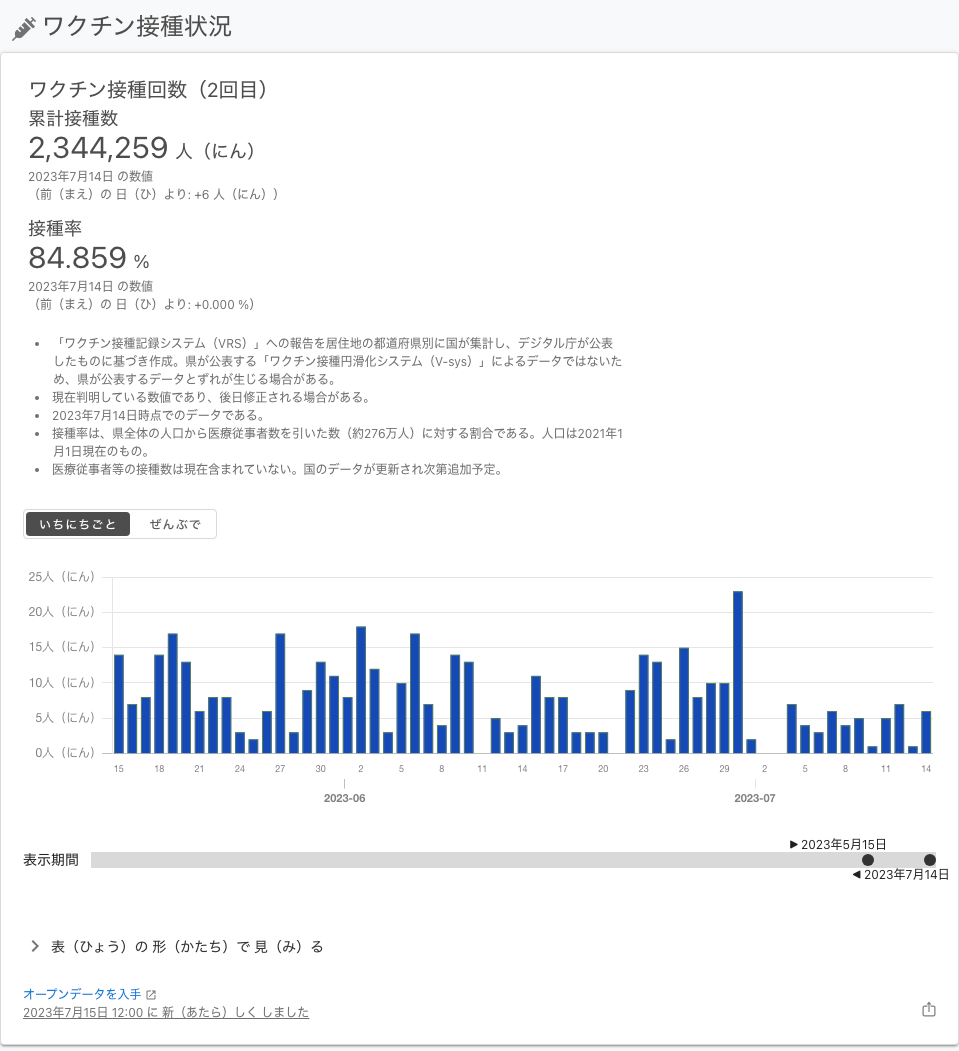 ワクチン接種状況
ワクチン接種回数（2回目）
累計接種数
2,344,259 人（にん）
2023年7月14日 の数値
（前（まえ）の 日（ひ）より: +6 人（にん））
接種率
84.859 %
2023年7月14日 の数値
（前（まえ）の 日（ひ）より: +0.000 %）
• 「ワクチン接種記録システム（VRS）」への報告を居住地の都道府県別に国が集計し、デジタル庁が公表
したものに基づき作成。県が公表する「ワクチン接種円滑化システム（V-sys）」によるデータではないた
め、県が公表するデータとずれが生じる場合がある。
• 現在判明している数値であり、後日修正される場合がある。
• 2023年7月14日時点でのデータである。
• 接種率は、県全体の人口から医療従事者数を引いた数（約276万人）に対する割合である。人口は2021年1
月1日現在のもの。
• 医療従事者等の接種数は現在含まれていない。国のデータが更新され次第追加予定。
いちにちごと ぜんぶで
25人（にん）
20人（にん）
15人（にん）
10人（にん）
5人（にん）
0人（にん）
15 18 21 24 27 30 2 5 8 11 14 17 20 23 26 29 2 5 8 11 14
2023-06 2023-07
▶ 2023年5月15日
表示期間
◀ 2023年7月14日
表（ひょう）の 形（かたち）で 見（み）る
オープンデータを入手
2023年7月15日 12:00 に 新（あたら）しく しました